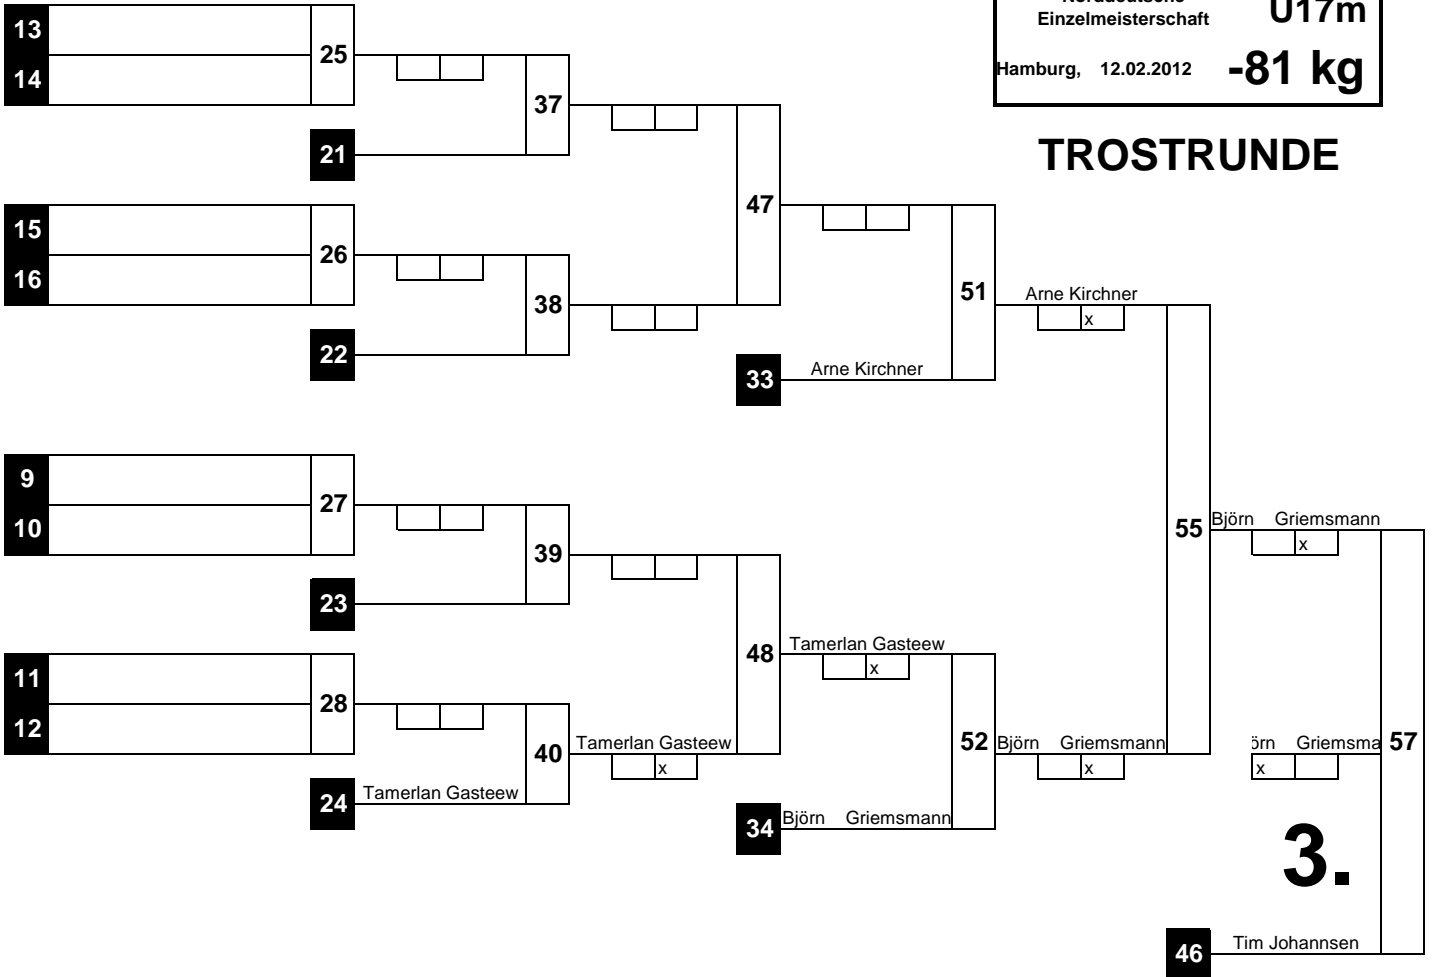 Norddeutsche
Einzelmeisterschaft U17m
Hamburg, 12.02.2012 -81 kg
TROSTRUNDE
13
14
25
37
21
47
15
16
26
38
22
51
Arne Kirchner
x
33 Arne Kirchner
9
10
27
39
23
55
Björn Griemsmann
x
11
12
28
48
Tamerlan Gasteew
x
40
Tamerlan Gasteew
x
24 Tamerlan Gasteew
52
Björn Griemsmann
x
34 Björn Griemsmann
örn Griemsma
x
57
3.
46 Tim Johannsen